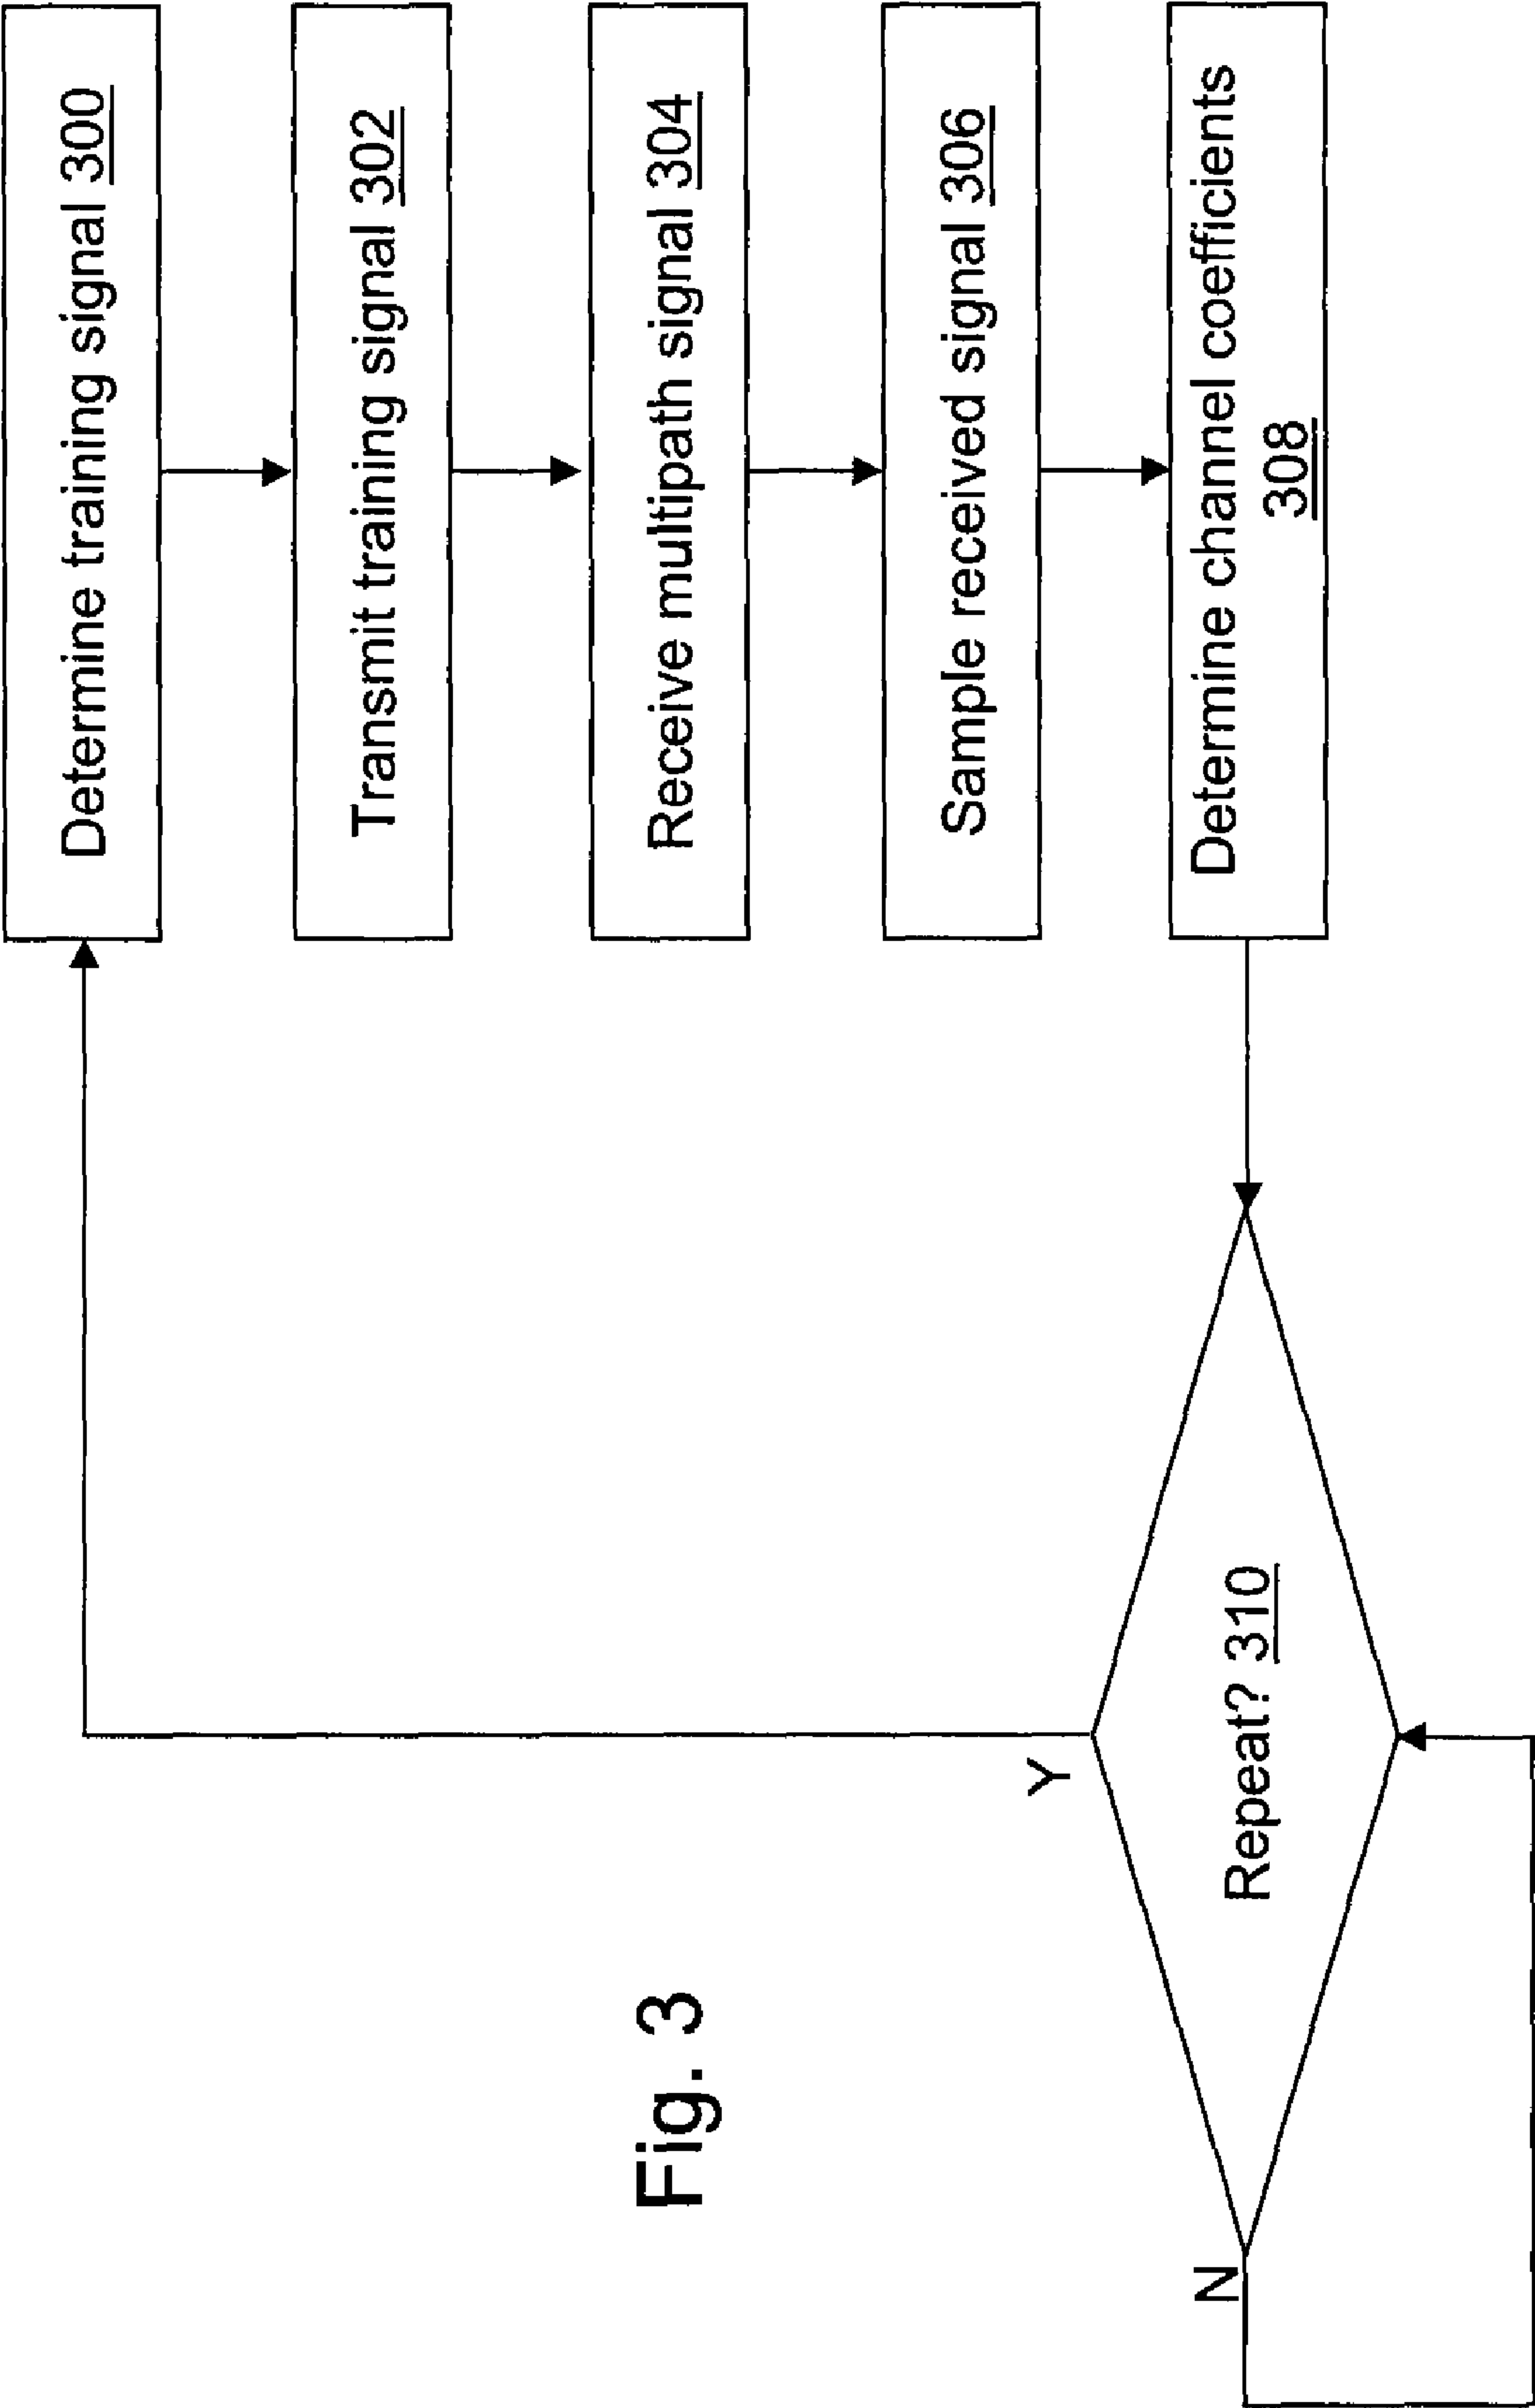 Determine training signal 300
Transmit training signal 302
Receive multipath signal 304
Sample received signal 306
Determine channel coefficients
308
Repeat? 310
Y
N
Fig. 3